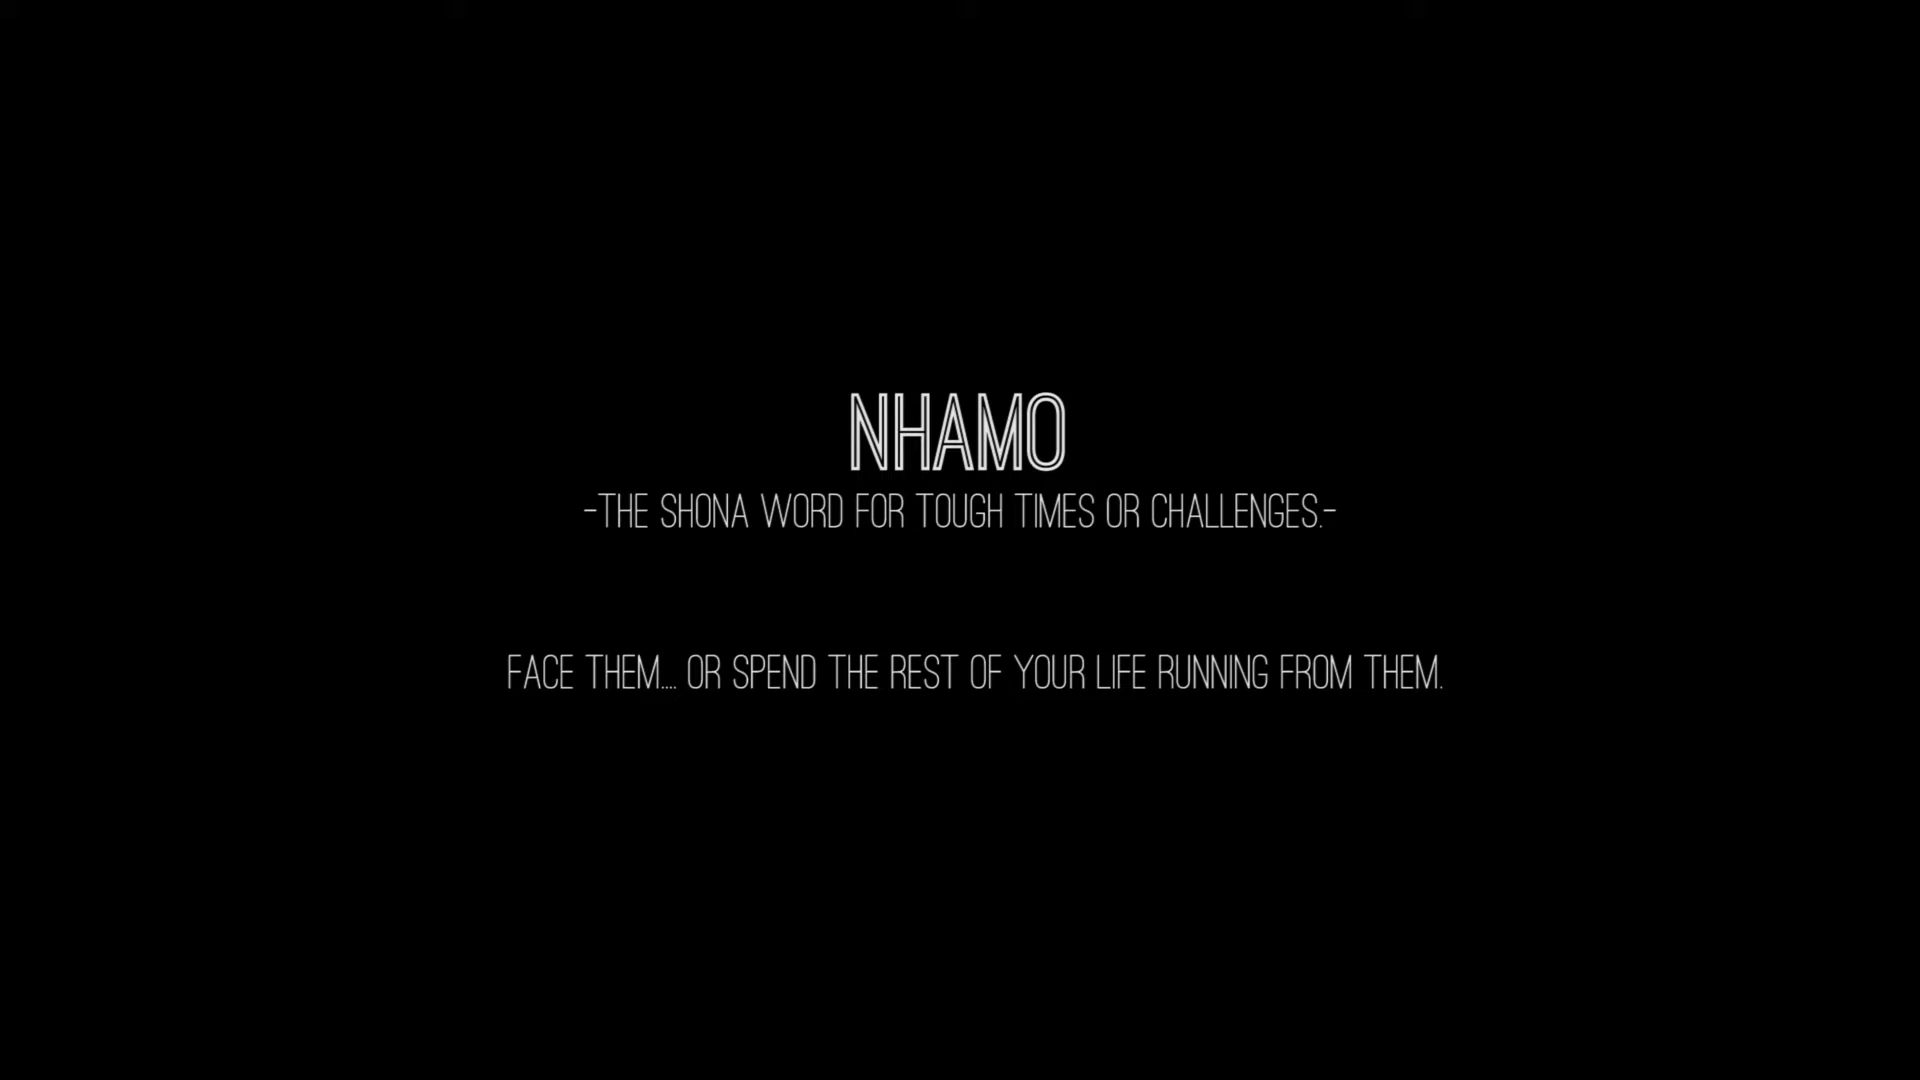 NHAMO
-THE SHONA WORD FOR TOUGH TIMES OR CHALLENGES.-
FACE THEM.... OR SPEND THE REST OF YOUR LIFE RUNNING FROM THEM.